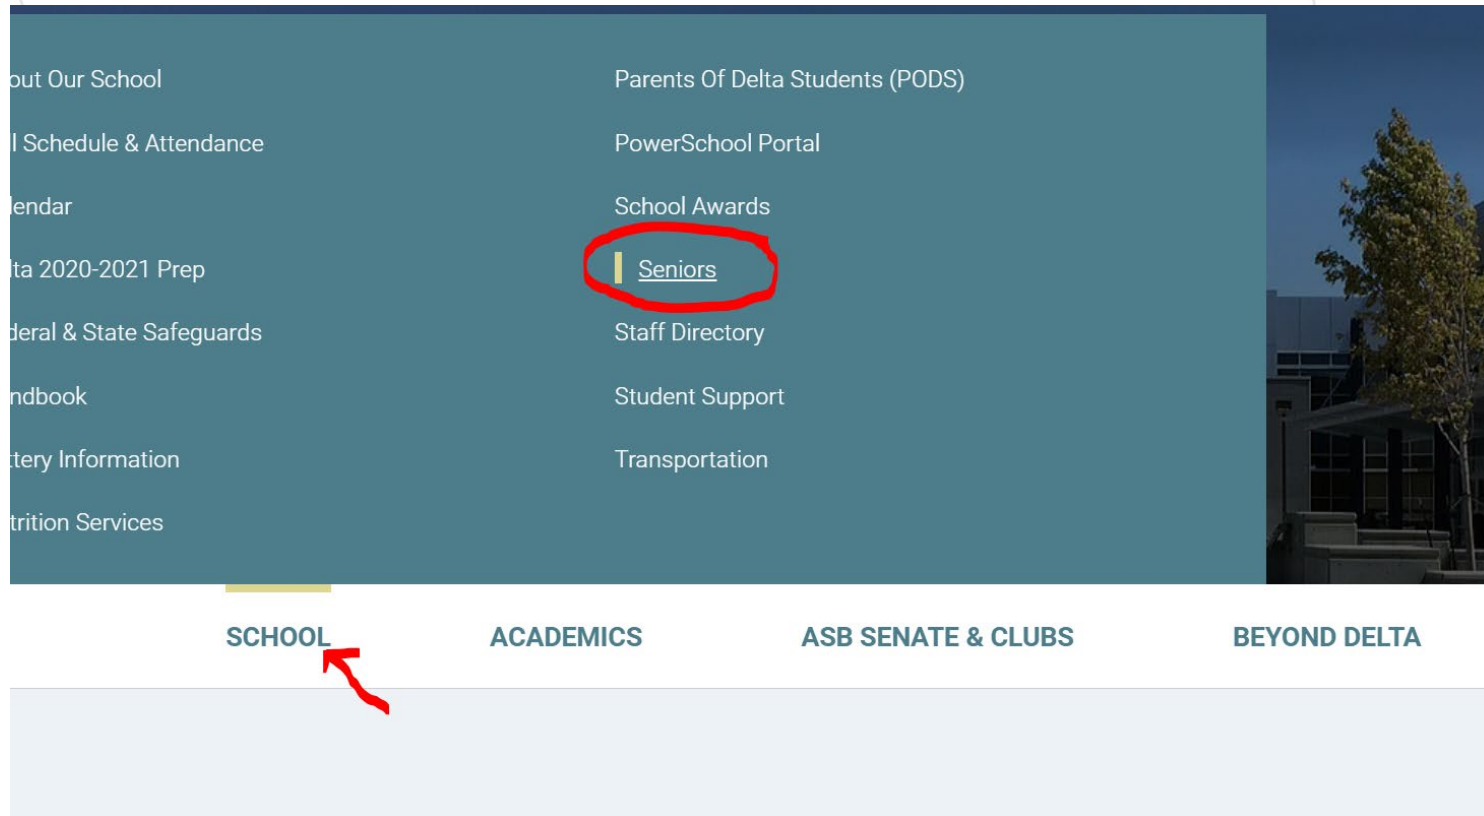 out Our School
ll Schedule & Attendance
lendar
lta 2020-2021 Prep
deral & State Safeguards
ndbook
ttery Information
trition Services
Parents Of Delta Students (PODS)
PowerSchool Portal
School Awards
Seniors
Staff Directory
Student Support
Transportation
SCHOOL
ACADEMICS
ASB SENATE & CLUBS
BEYOND DELTA